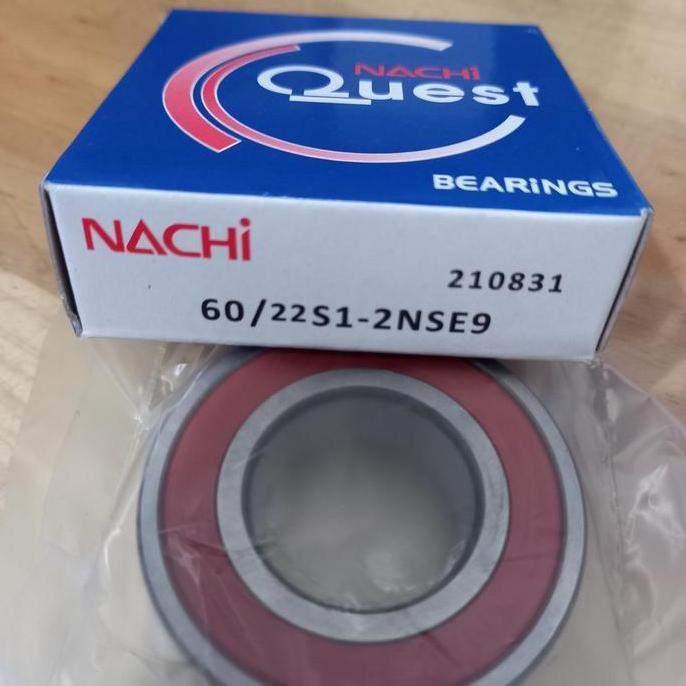 NACHi
Quest
BEARiNGS
NACHi
210831
60/22S1-2NSE9